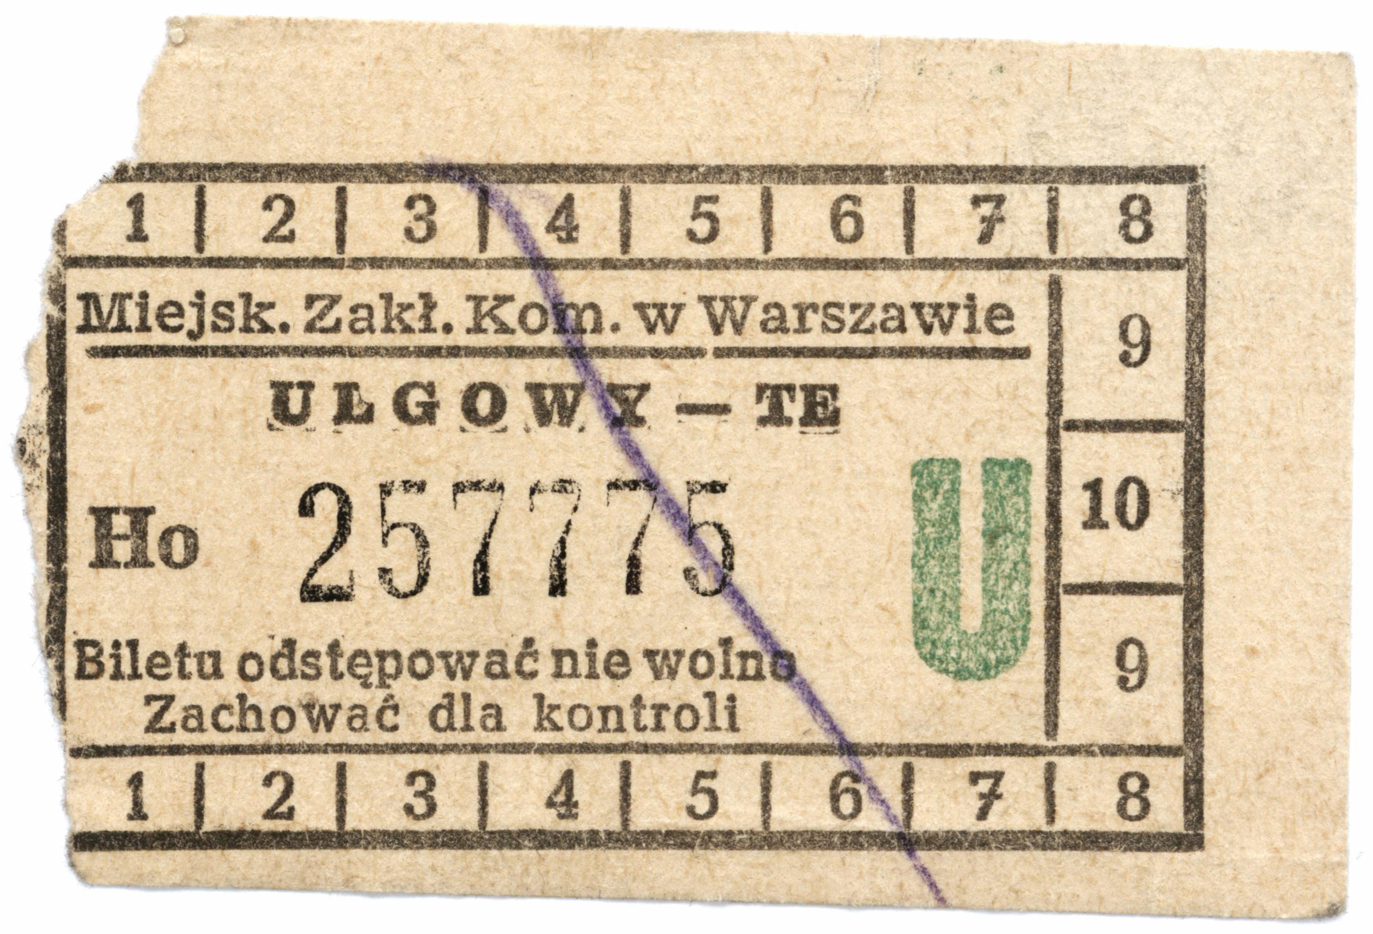 1 | 2 | 3 | 4 | 5 | 6 | 7 | 8
Miejsk. Zakł. Kom. w Warszawie
9
ULGOWY — TE
10
Ho 257775 U
9
Biletu odstępować nie wolno
Zachować dla kontroli
1 | 2 | 3 | 4 | 5 | 6 | 7 | 8